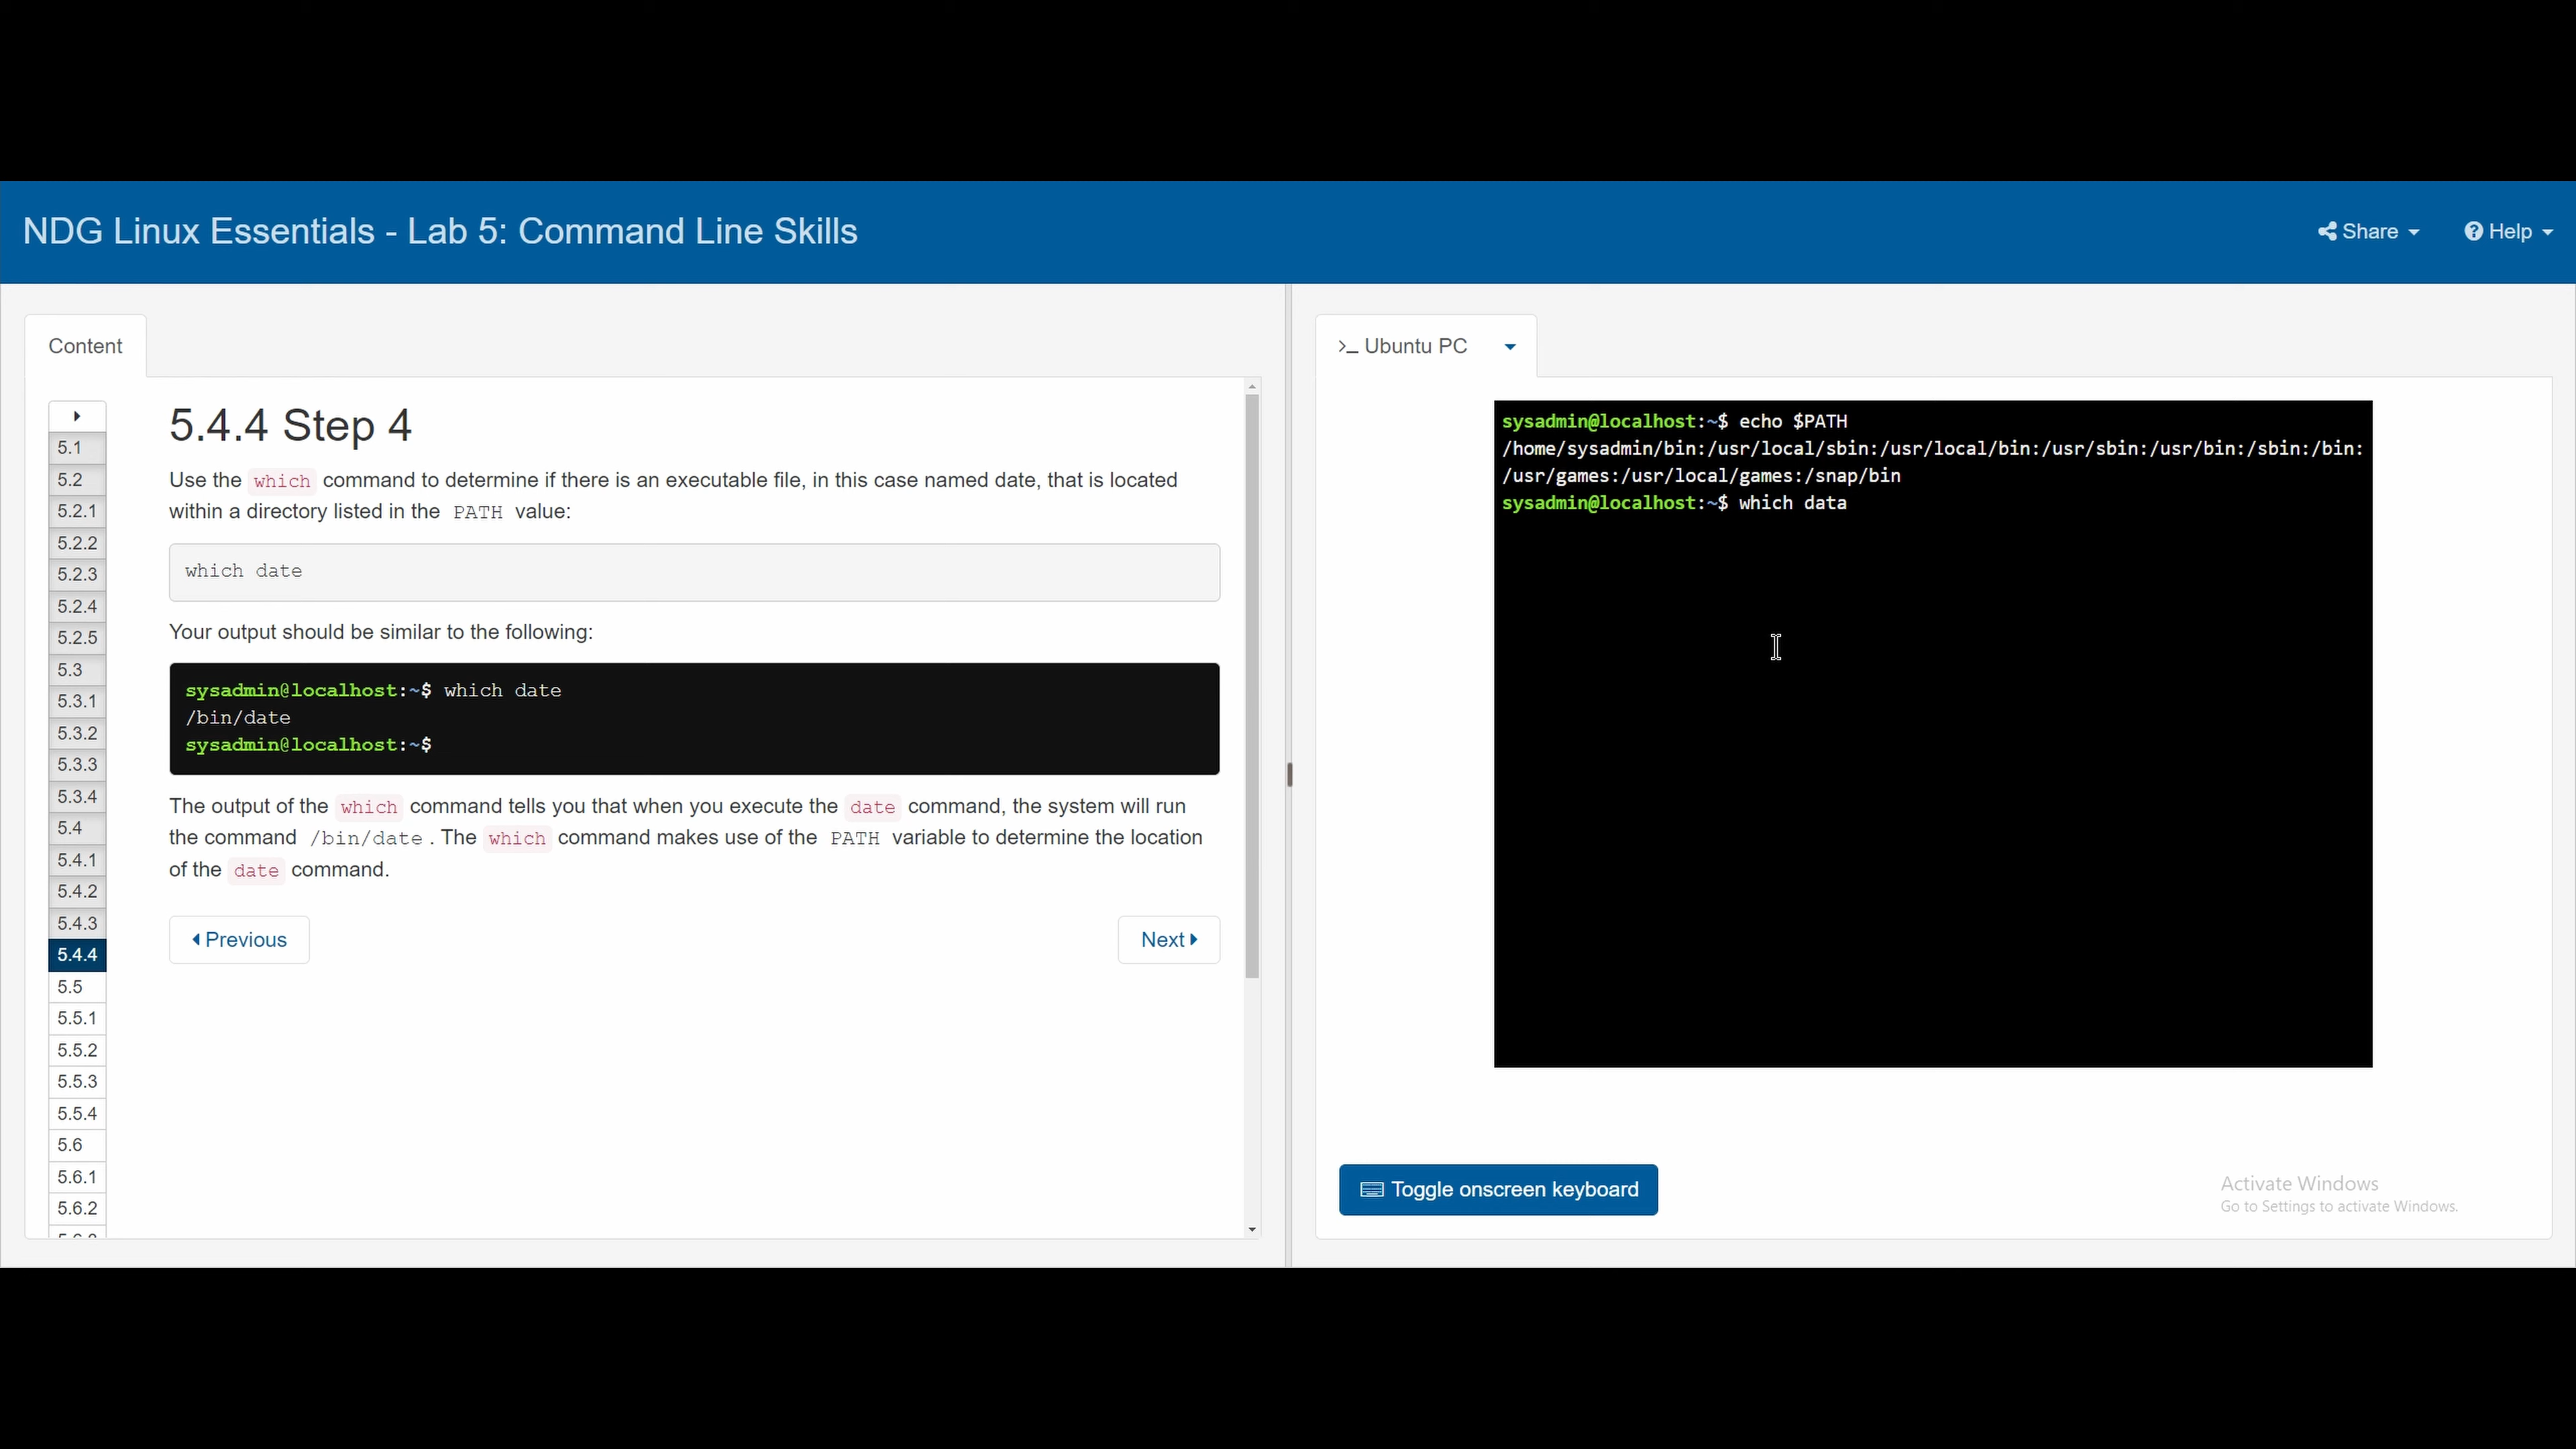 NDG Linux Essentials - Lab 5: Command Line Skills
Share
Help
Content
5.1
5.2
5.2.1
5.2.2
5.2.3
5.2.4
5.2.5
5.3
5.3.1
5.3.2
5.3.3
5.3.4
5.4
5.4.1
5.4.2
5.4.3
5.4.4
5.5
5.5.1
5.5.2
5.5.3
5.5.4
5.6
5.6.1
5.6.2
5.4.4 Step 4
Use the which command to determine if there is an executable file, in this case named date, that is located
within a directory listed in the PATH value:
which date
Your output should be similar to the following:
sysadmin@localhost:~$ which date
/bin/date
sysadmin@localhost:~$
The output of the which command tells you that when you execute the date command, the system will run
the command /bin/date. The which command makes use of the PATH variable to determine the location
of the date command.
Previous
Next
>_ Ubuntu PC
sysadmin@localhost:~$ echo $PATH
/home/sysadmin/bin:/usr/local/sbin:/usr/local/bin:/usr/sbin:/usr/bin:/sbin:/bin:
/usr/games:/usr/local/games:/snap/bin
sysadmin@localhost:~$ which data
Toggle onscreen keyboard
Activate Windows
Go to Settings to activate Windows.